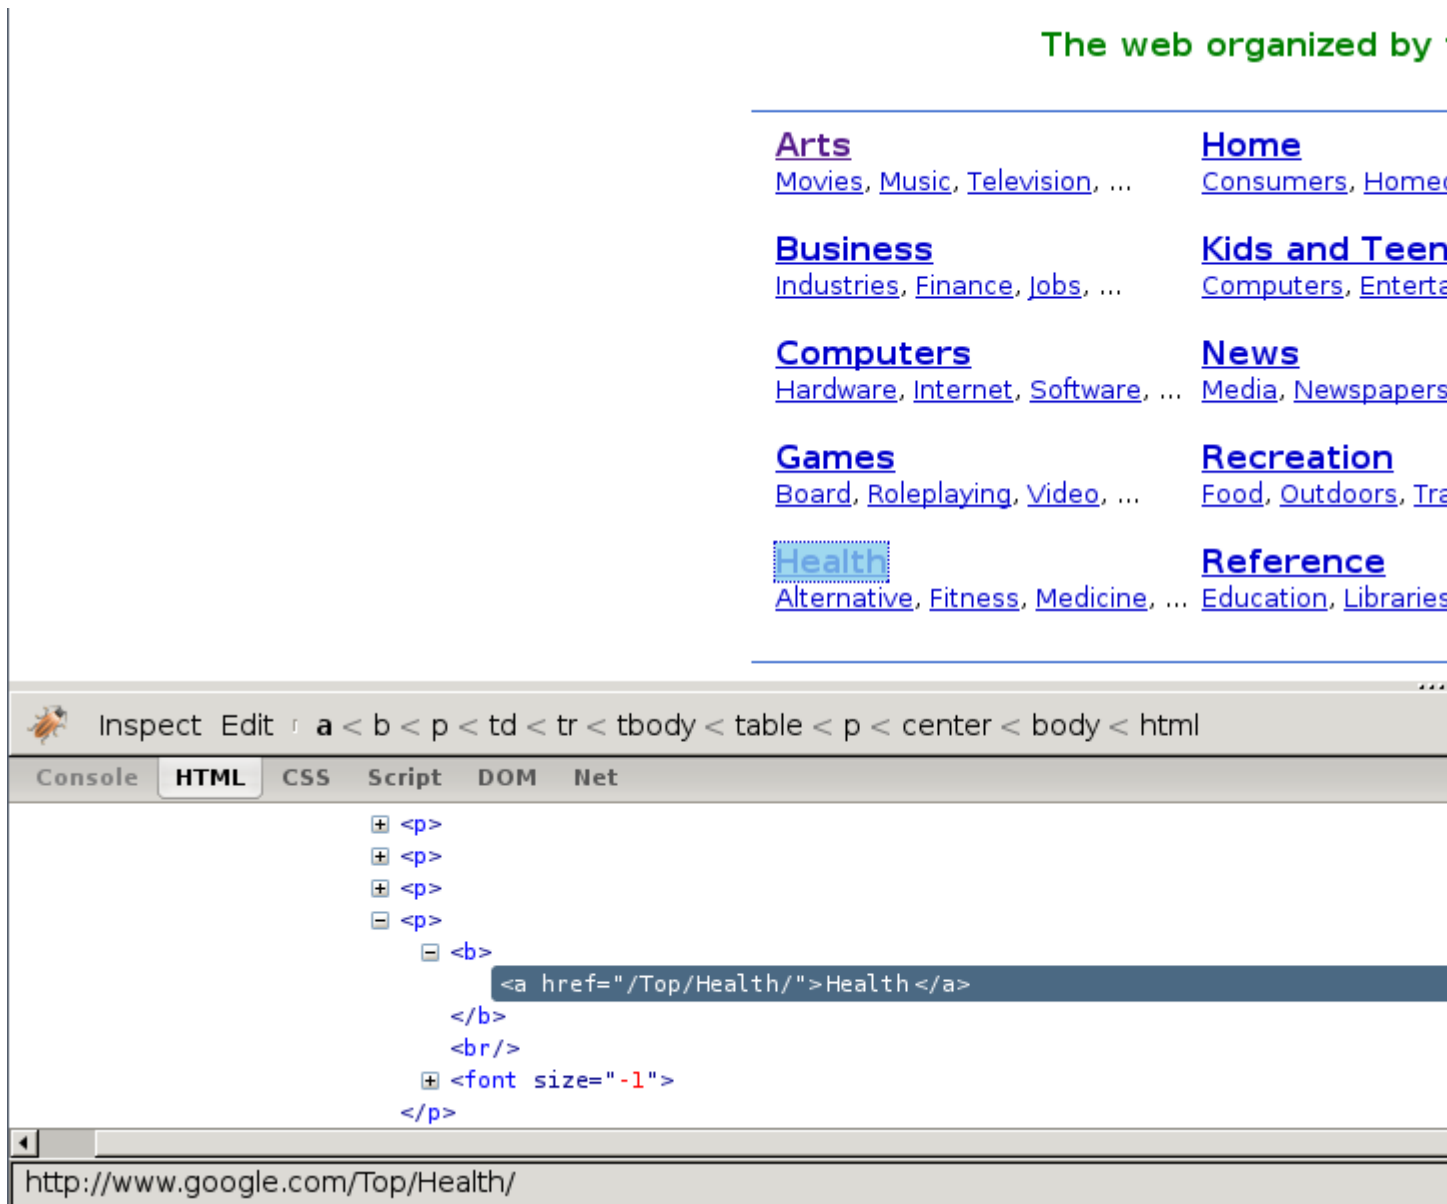 The web organized by
Arts
Movies, Music, Television, ...
Home
Consumers,
Business
Industries, Finance, Jobs, ...
Kids and Teen
Computers,
Computers
Hardware, Internet, Software, ...
News
Media, Newspapers
Games
Board, Roleplaying, Video, ...
Recreation
Food, Outdoors,
Health
Alternative, Fitness, Medicine, ...
Reference
Education, Libraries
Inspect Edit a < b < p < td < tr < tbody < table < p < center < body < html
Console HTML CSS Script DOM Net
<p>
<p>
<p>
<p>
<b>
<a href="/Top/Health/">Health</a>
</b>
<br/>
<font size="-1">
</p>
http://www.google.com/Top/Health/